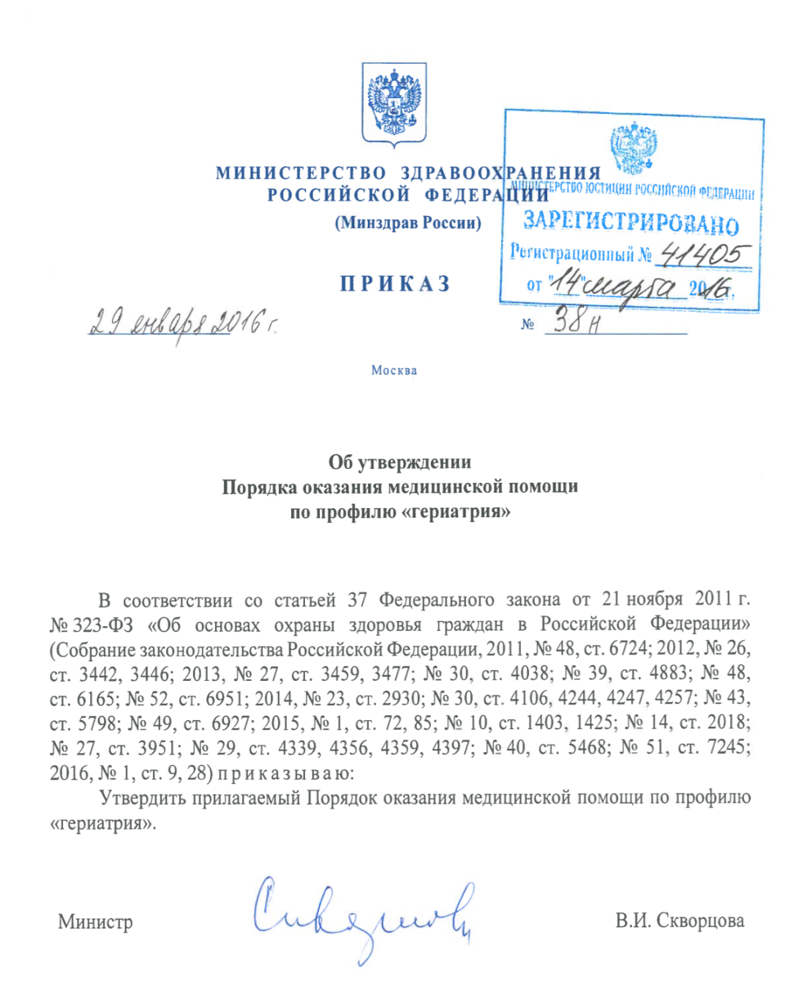 МИНИСТЕРСТВО ЗДРАВООХРАНЕНИЯ
РОССИЙСКОЙ ФЕДЕРАЦИИ
(Минздрав России)
МИНИСТЕРСТВО ЮСТИЦИИ РОССИЙСКОЙ ФЕДЕРАЦИИ
ЗАРЕГИСТРИРОВАНО
Регистрационный № 41405
от "14" марта 2016.
ПРИКАЗ
29 января 2016 г.
№ 38н
Москва
Об утверждении
Порядка оказания медицинской помощи
по профилю «гериатрия»
В соответствии со статьей 37 Федерального закона от 21 ноября 2011 г.
№ 323-ФЗ «Об основах охраны здоровья граждан в Российской Федерации»
(Собрание законодательства Российской Федерации, 2011, № 48, ст. 6724; 2012, № 26,
ст. 3442, 3446; 2013, № 27, ст. 3459, 3477; № 30, ст. 4038; № 39, ст. 4883; № 48,
ст. 6165; № 52, ст. 6951; 2014, № 23, ст. 2930; № 30, ст. 4106, 4244, 4247, 4257; № 43,
ст. 5798; № 49, ст. 6927; 2015, № 1, ст. 72, 85; № 10, ст. 1403, 1425; № 14, ст. 2018;
№ 27, ст. 3951; № 29, ст. 4339, 4356, 4359, 4397; № 40, ст. 5468; № 51, ст. 7245;
2016, № 1, ст. 9, 28) приказываю:
Утвердить прилагаемый Порядок оказания медицинской помощи по профилю
«гериатрия».
Министр
В.И. Скворцова